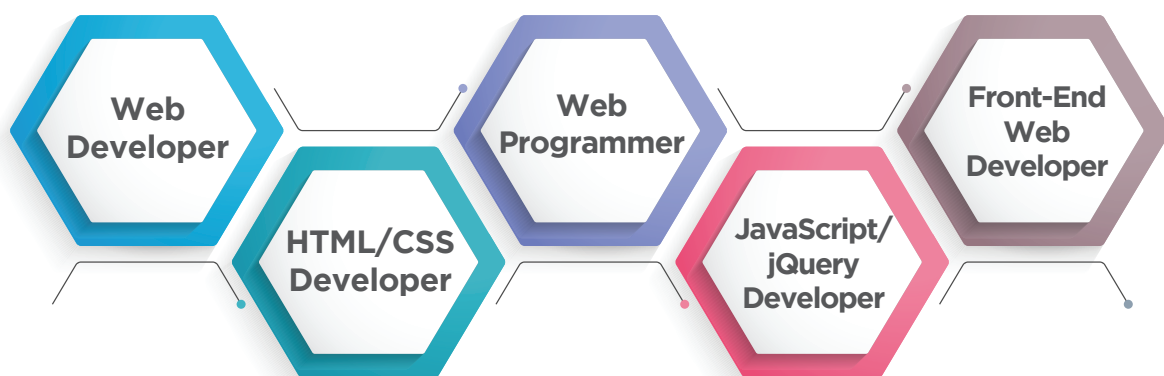 Web
Developer
HTML/CSS
Developer
Web
Programmer
JavaScript/
jQuery
Developer
Front-End
Web
Developer